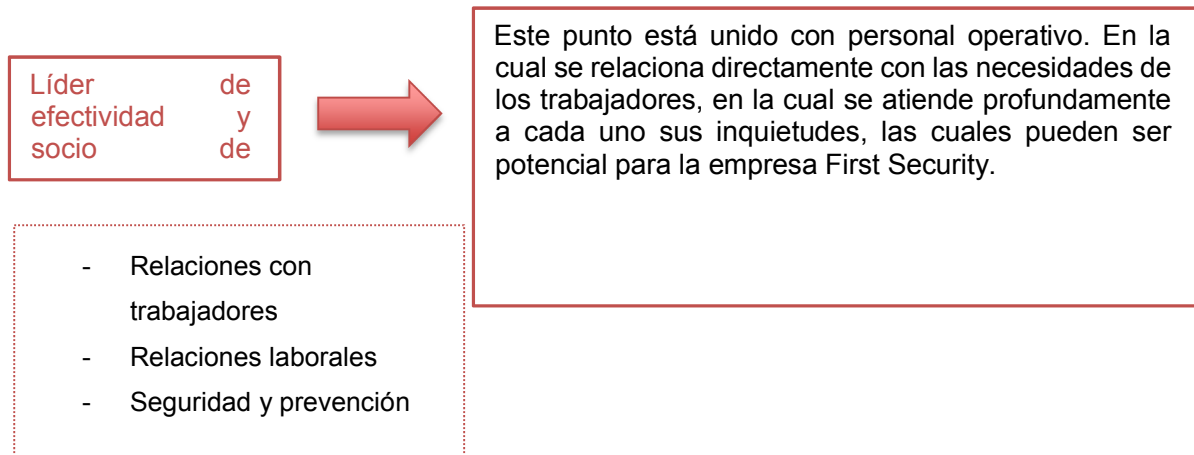 Líder de
efectividad y
socio de
Este punto está unido con personal operativo. En la
cual se relaciona directamente con las necesidades de
los trabajadores, en la cual se atiende profundamente
a cada uno sus inquietudes, las cuales pueden ser
potencial para la empresa First Security.
- Relaciones con
trabajadores
- Relaciones laborales
- Seguridad y prevención